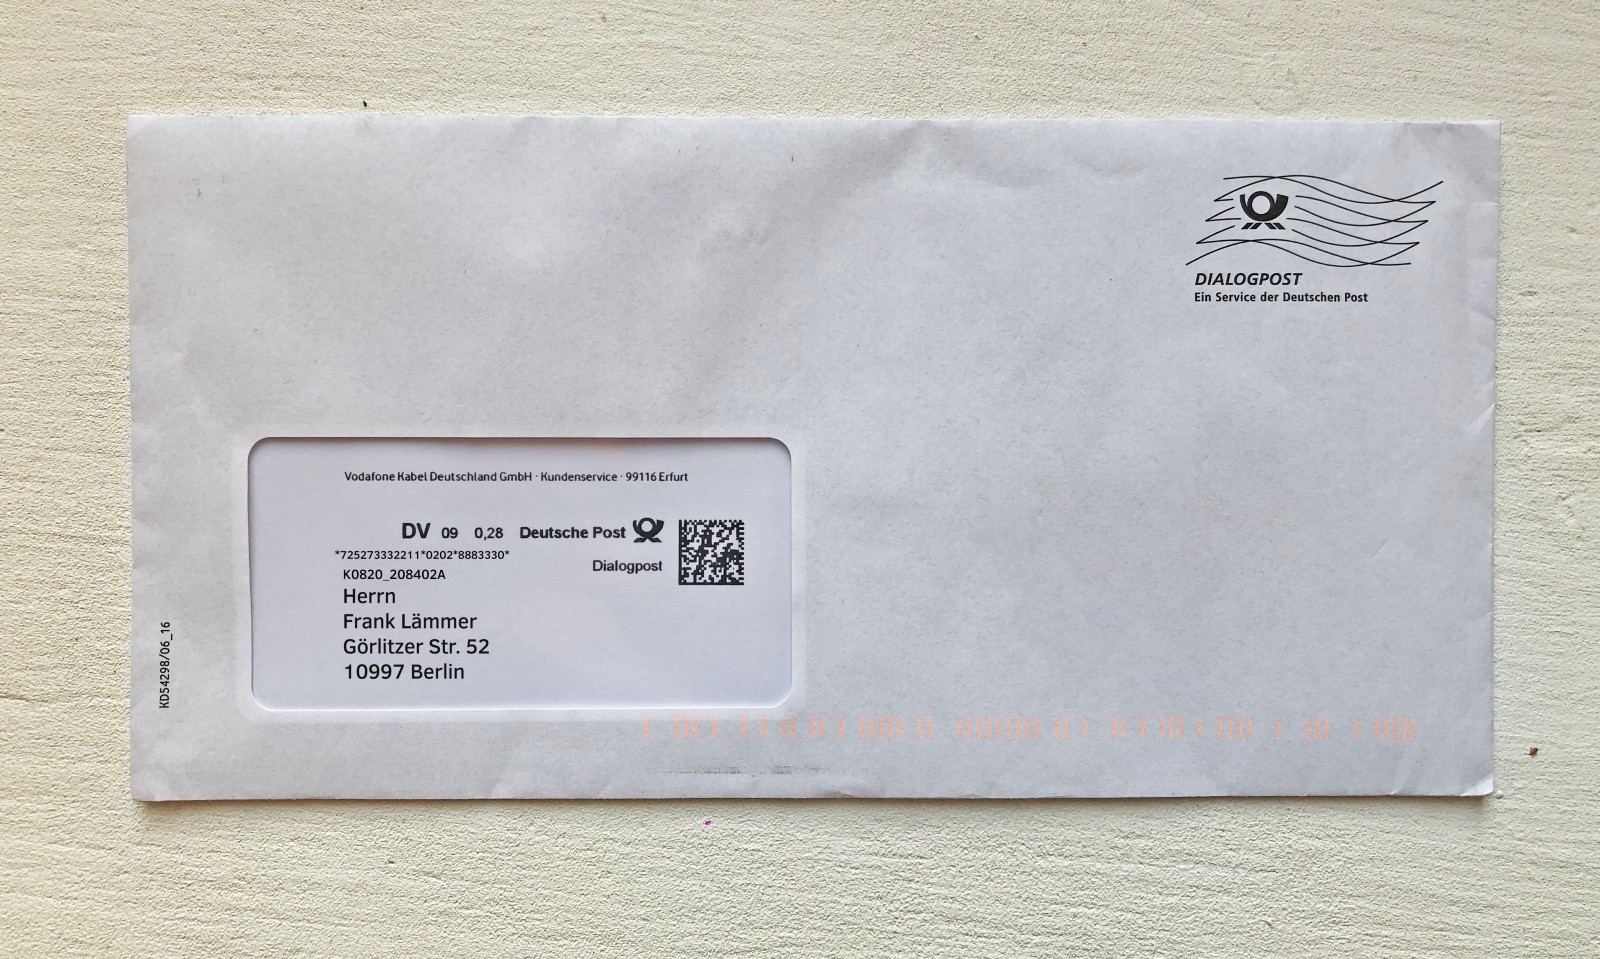 DIALOGPOST
Ein Service der Deutschen Post
Vodafone Kabel Deutschland GmbH · Kundenservice · 99116 Erfurt
DV 09 0,28 Deutsche Post
*725273332211*0202*8883330*
Dialogpost
K0820_208402A
Herrn
Frank Lämmer
Görlitzer Str. 52
10997 Berlin
KD54298/06_16